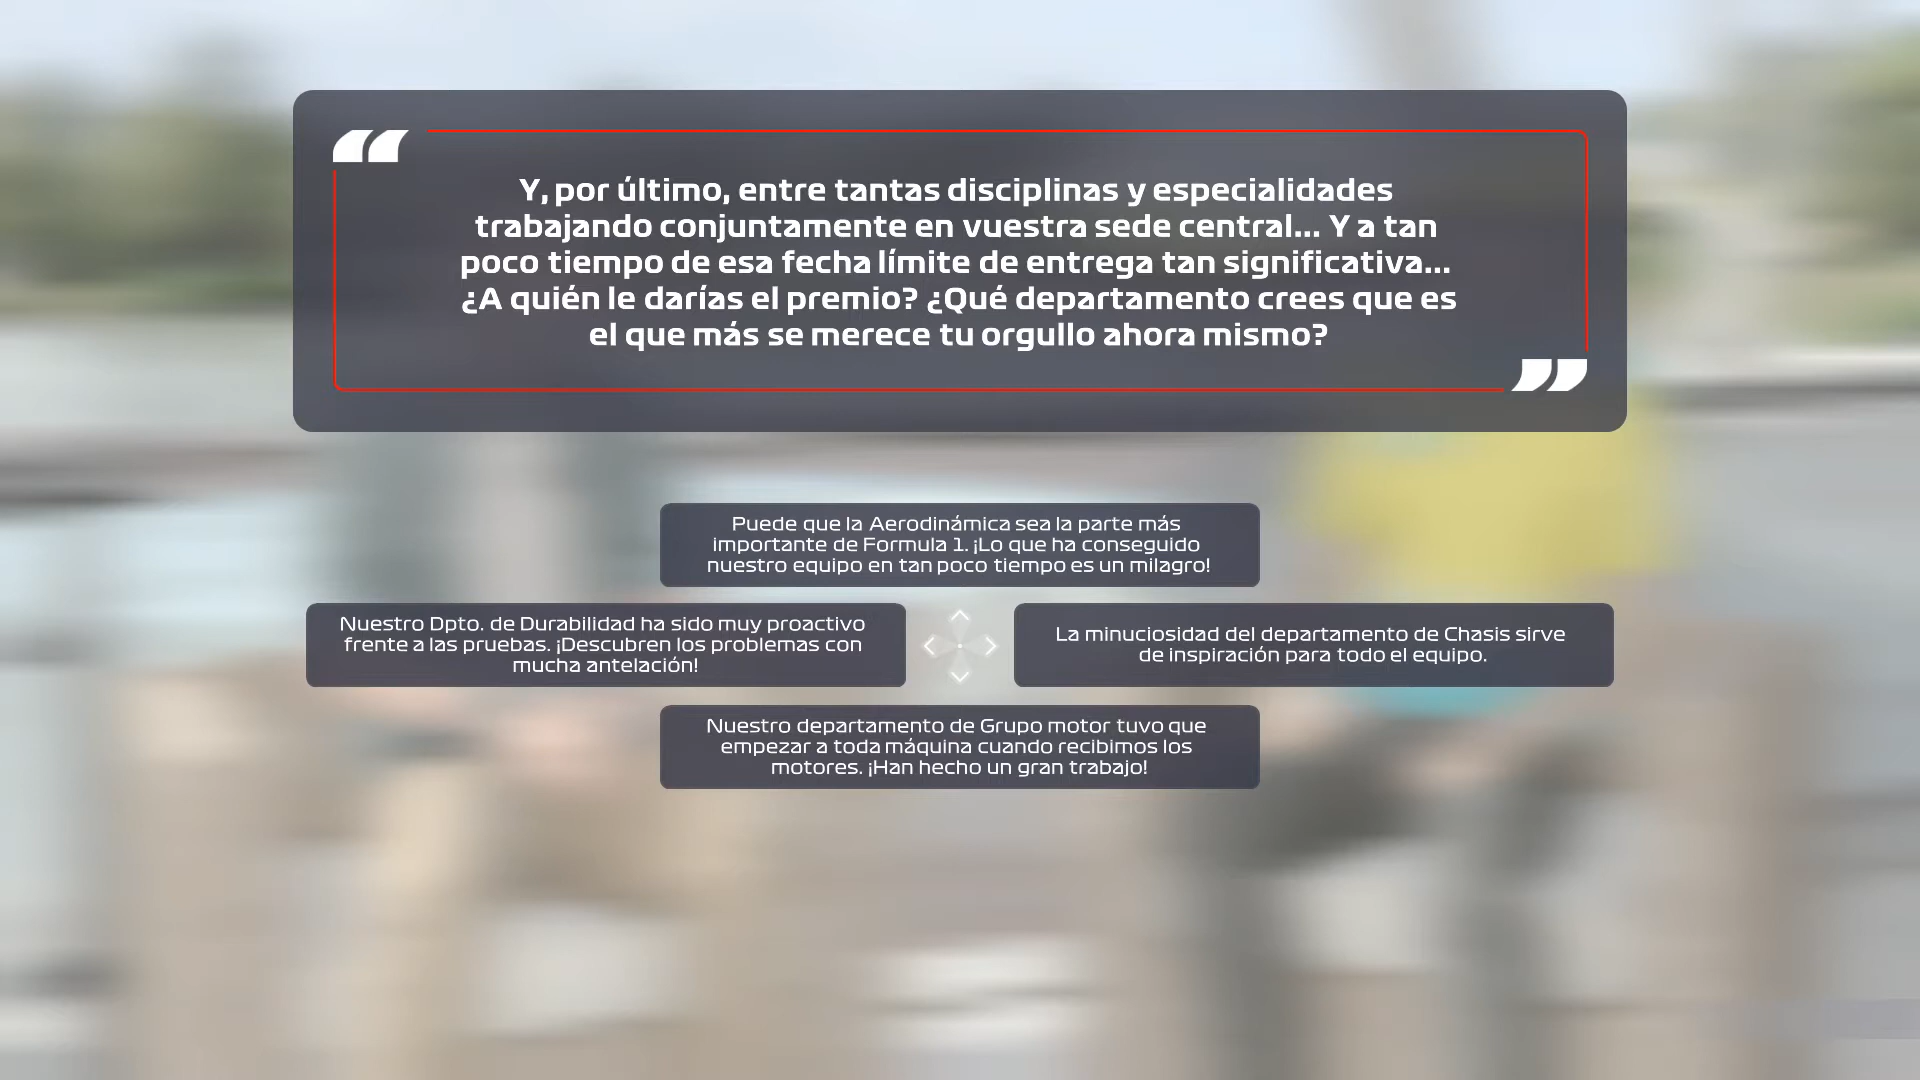 Y, por último, entre tantas disciplinas y especialidades
trabajando conjuntamente en vuestra sede central... Y a tan
poco tiempo de esa fecha límite de entrega tan significativa...
¿A quién le darías el premio? ¿Qué departamento crees que es
el que más se merece tu orgullo ahora mismo?
Puede que la Aerodinámica sea la parte más
importante de Formula 1. ¡Lo que ha conseguido
nuestro equipo en tan poco tiempo es un milagro!
Nuestro Dpto. de Durabilidad ha sido muy proactivo
frente a las pruebas. ¡Descubren los problemas con
mucha antelación!
La minuciosidad del departamento de Chasis sirve
de inspiración para todo el equipo.
Nuestro departamento de Grupo motor tuvo que
empezar a toda máquina cuando recibimos los
motores. ¡Han hecho un gran trabajo!